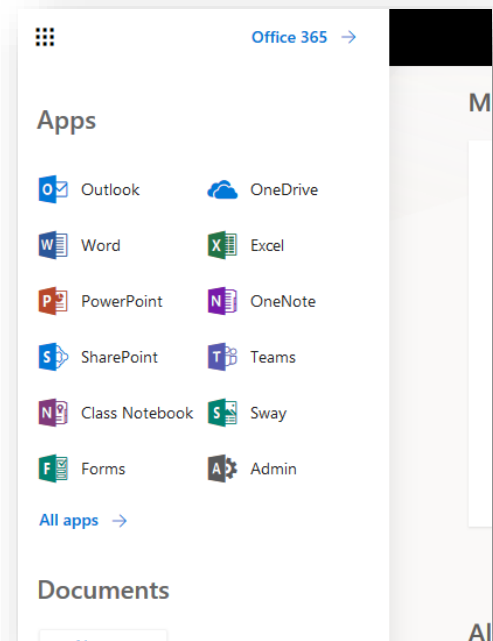 Office 365 →
M
Apps
Outlook OneDrive
Word Excel
PowerPoint OneNote
SharePoint Teams
Class Notebook Sway
Forms Admin
All apps →
Documents
Al